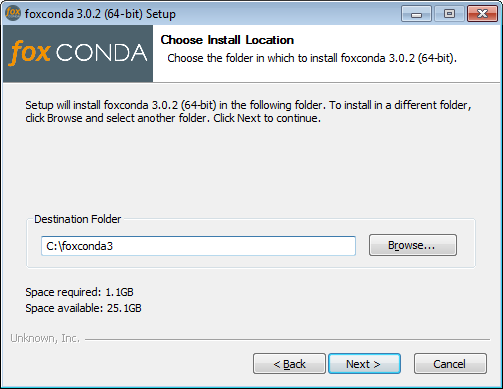 foxconda 3.0.2 (64-bit) Setup
fox CONDA
Choose Install Location
Choose the folder in which to install foxconda 3.0.2 (64-bit).
Setup will install foxconda 3.0.2 (64-bit) in the following folder. To install in a different folder,
click Browse and select another folder. Click Next to continue.
Destination Folder
C:\foxconda3
Browse...
Space required: 1.1GB
Space available: 25.1GB
Unknown, Inc.
< Back
Next >
Cancel